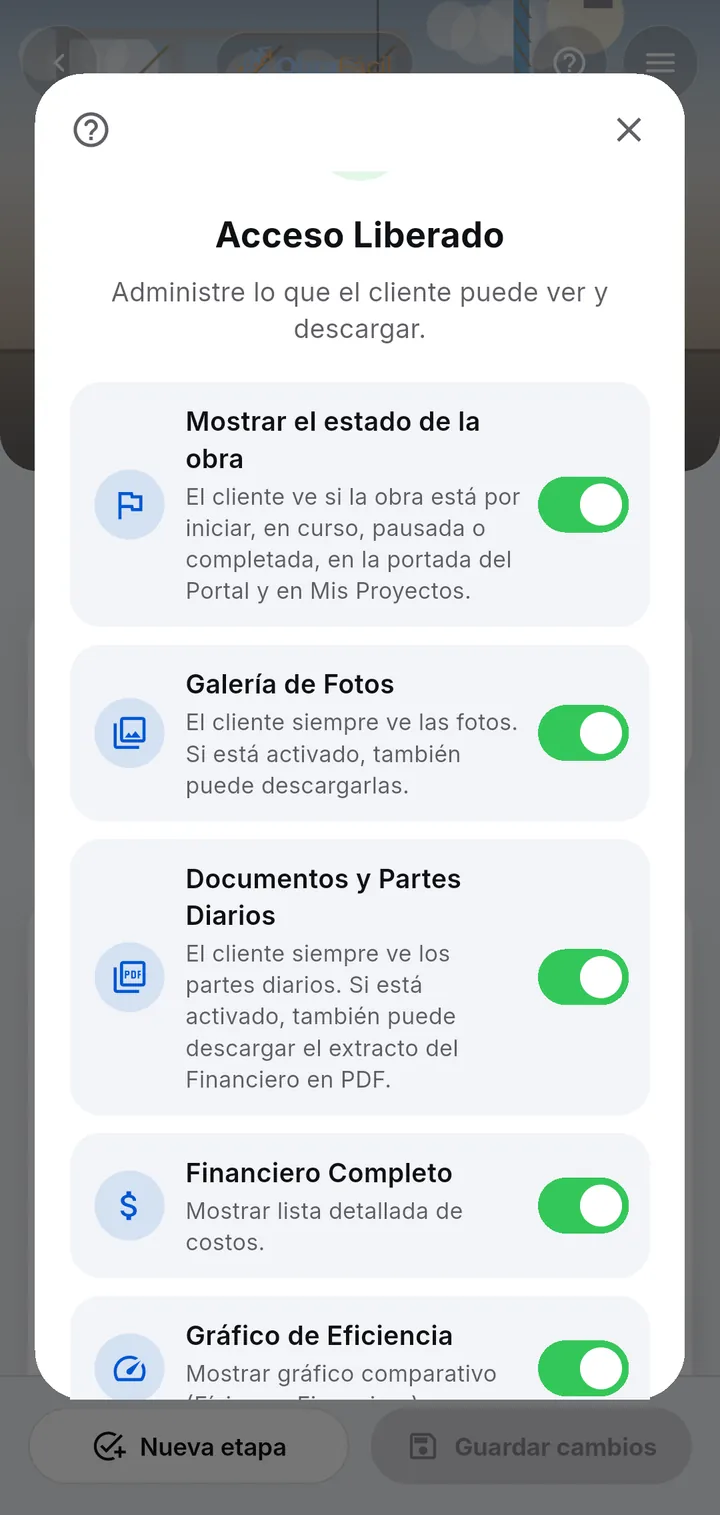 Acceso Liberado
Administre lo que el cliente puede ver y
descargar.
Mostrar el estado de la
obra
El cliente ve si la obra está por
iniciar, en curso, pausada o
completada, en la portada del
Portal y en Mis Proyectos.
Galería de Fotos
El cliente siempre ve las fotos.
Si está activado, también
puede descargarlas.
Documentos y Partes
Diarios
PDF
El cliente siempre ve los
partes diarios. Si está
activado, también puede
descargar el extracto del
Financiero en PDF.
Financiero Completo
Mostrar lista detallada de
costos.
Gráfico de Eficiencia
Mostrar gráfico comparativo
Nueva etapa
Guardar cambios